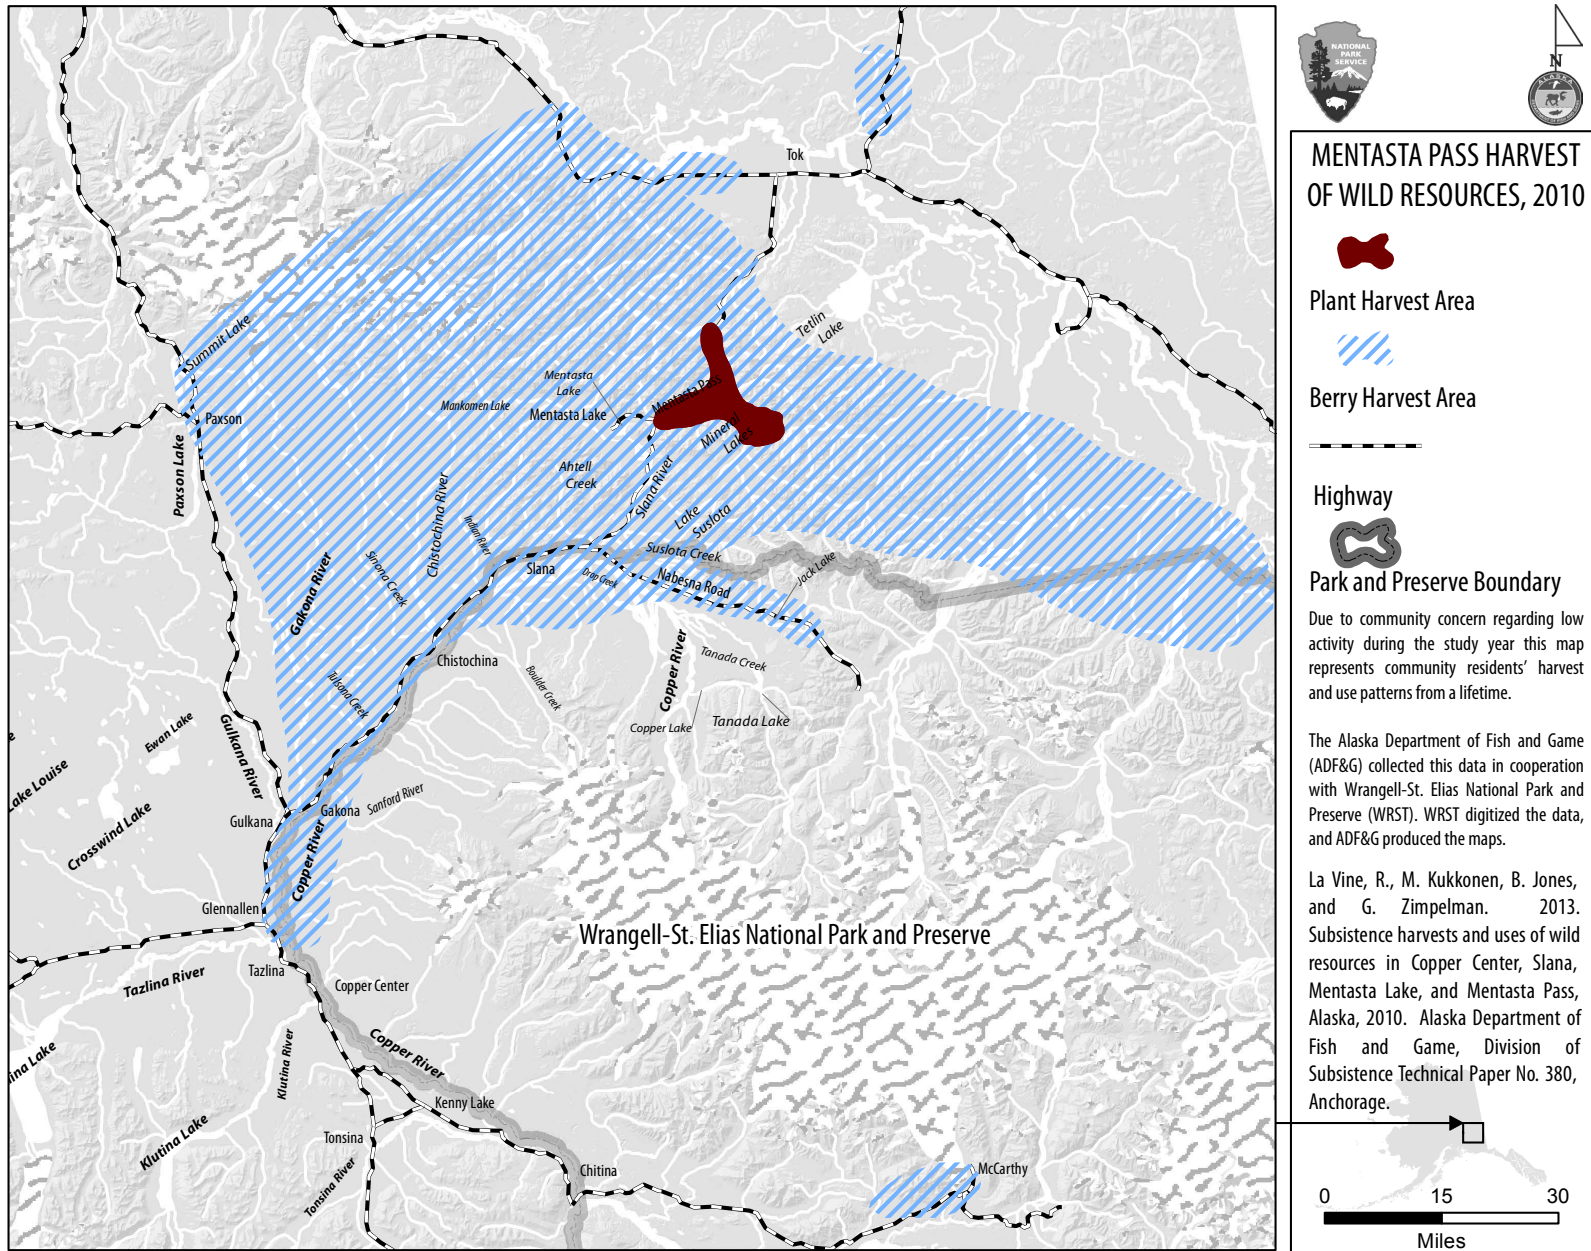 Tok
Summit Lake
Paxson
Paxson Lake
Tetlin
Lake
Mentasta
Lake
Mankomen Lake
Mentasta Lake
Mentasta Pass
Mineral
Lakes
Ahtell
Creek
Slana River
Lake
Suslota
Chistochina River
Indian River
Sinona Creek
Gakona River
Slana
Suslota Creek
Drop Creek
Nabesna Road
Jack Lake
Chistochina
Tulsona Creek
Boulder Creek
Copper River
Tanada Creek
Copper Lake
Tanada Lake
Gulkana River
Ewan Lake
Lake Louise
Crosswind Lake
Gulkana
Gakona
Sanford River
Copper River
Glennallen
Tazlina River
Tazlina
Copper Center
Wrangell-St. Elias National Park and Preserve
Klutina River
Copper River
Klutina Lake
Kenny Lake
Tonsina
Tonsina River
Chitina
McCarthy
NATIONAL
PARK
SERVICE
N
ALASKA
MENTASTA PASS HARVEST
OF WILD RESOURCES, 2010
Plant Harvest Area
Berry Harvest Area
Highway
Park and Preserve Boundary
Due to community concern regarding low
activity during the study year this map
represents community residents' harvest
and use patterns from a lifetime.
The Alaska Department of Fish and Game
(ADF&G) collected this data in cooperation
with Wrangell-St. Elias National Park and
Preserve (WRST). WRST digitized the data,
and ADF&G produced the maps.
La Vine, R., M. Kukkonen, B. Jones,
and G. Zimpelman. 2013.
Subsistence harvests and uses of wild
resources in Copper Center, Slana,
Mentasta Lake, and Mentasta Pass,
Alaska, 2010. Alaska Department of
Fish and Game, Division of
Subsistence Technical Paper No. 380,
Anchorage.
0 15 30
Miles